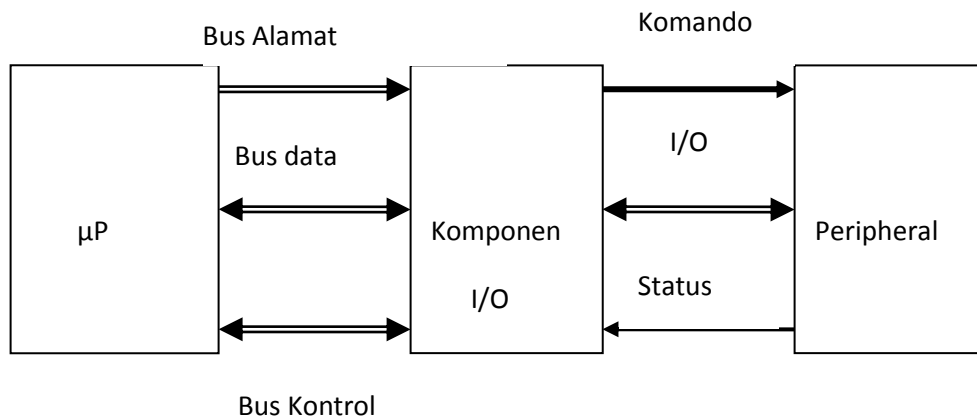 Bus Alamat
Komando
Bus data
I/O
µP
Komponen
I/O
Peripheral
Status
Bus Kontrol